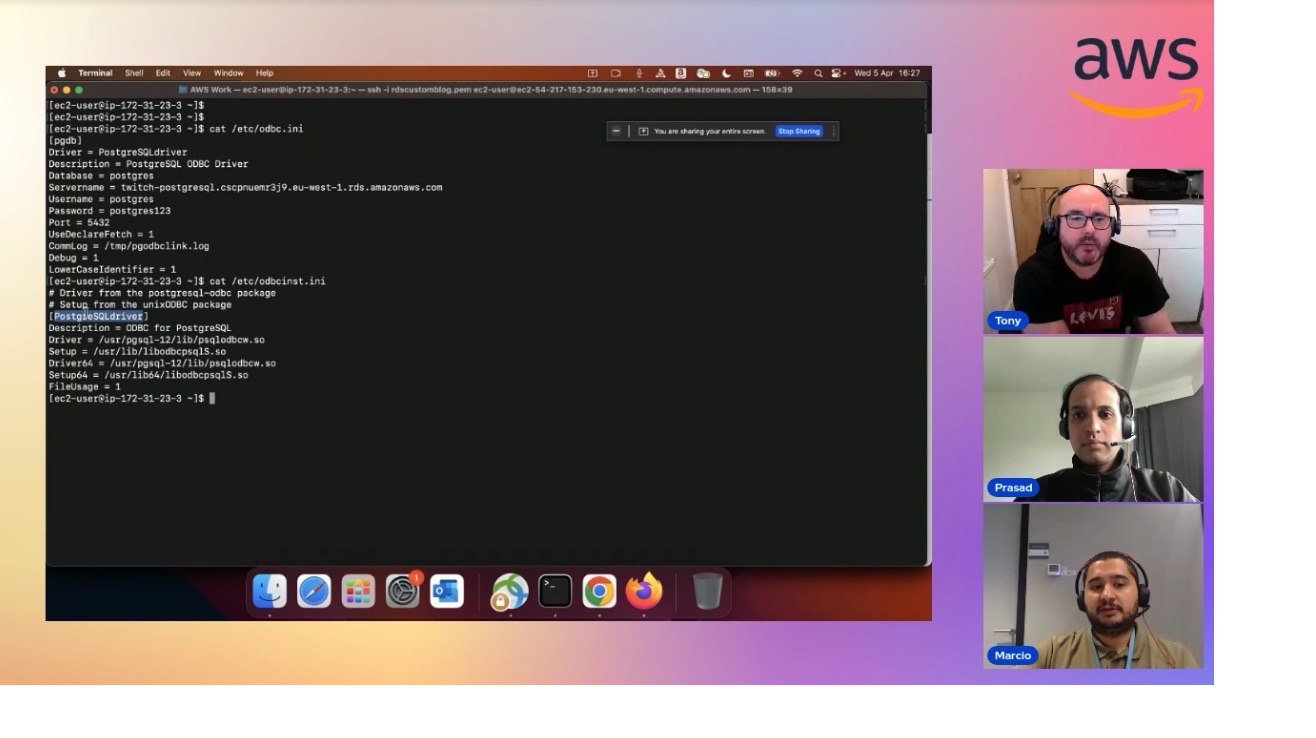 aws
Terminal Shell Edit View Window Help
Wed 5 Apr 16:27
AWS Work — ec2-user@ip-172-31-23-3:~ — ssh -i rdscustomblog.pem ec2-user@ec2-54-217-153-230.eu-west-1.compute.amazonaws.com — 158×39
[ec2-user@ip-172-31-23-3 ~]$
[ec2-user@ip-172-31-23-3 ~]$
[ec2-user@ip-172-31-23-3 ~]$ cat /etc/odbc.ini
You are sharing your entire screen. Stop Sharing
[pgdb]
Driver = PostgreSQLdriver
Description = PostgreSQL ODBC Driver
Database = postgres
Servername = twitch-postgresql.cscpnuemr3j9.eu-west-1.rds.amazonaws.com
Username = postgres
Password = postgres123
Port = 5432
UseDeclareFetch = 1
CommLog = /tmp/pgodbclink.log
Debug = 1
LowerCaseIdentifier = 1
[ec2-user@ip-172-31-23-3 ~]$ cat /etc/odbcinst.ini
# Driver from the postgresql-odbc package
# Setup from the unixODBC package
[PostgreSQLdriver]
Description = ODBC for PostgreSQL
Driver = /usr/pgsql-12/lib/psqlodbcw.so
Setup = /usr/lib/libodbcpsqlS.so
Driver64 = /usr/pgsql-12/lib/psqlodbcw.so
Setup64 = /usr/lib64/libodbcpsqlS.so
FileUsage = 1
[ec2-user@ip-172-31-23-3 ~]$
1
LEVI'S
Tony
Prasad
Marcio